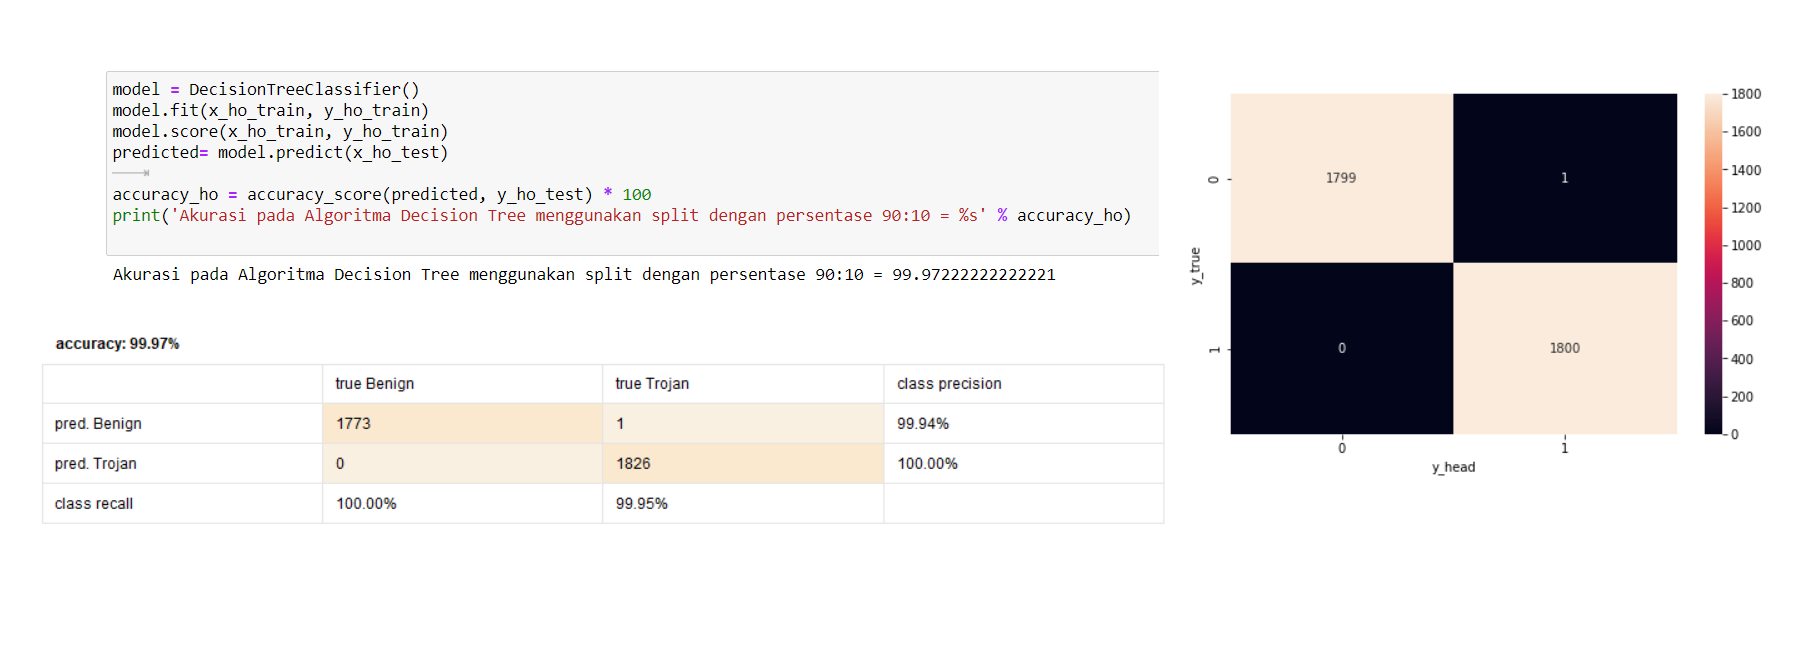 model = DecisionTreeClassifier()
model.fit(x_ho_train, y_ho_train)
model.score(x_ho_train, y_ho_train)
predicted= model.predict(x_ho_test)
accuracy_ho = accuracy_score(predicted, y_ho_test) * 100
print('Akurasi pada Algoritma Decision Tree menggunakan split dengan persentase 90:10 = %s' % accuracy_ho)
Akurasi pada Algoritma Decision Tree menggunakan split dengan persentase 90:10 = 99.97222222222221
accuracy: 99.97%
true Benign true Trojan class precision
pred. Benign 1773 1 99.94%
pred. Trojan 0 1826 100.00%
class recall 100.00% 99.95%
1799 1
0 1800
0
1
y_true
0 1
y_head
1800
1600
1400
1200
1000
800
600
400
200
0